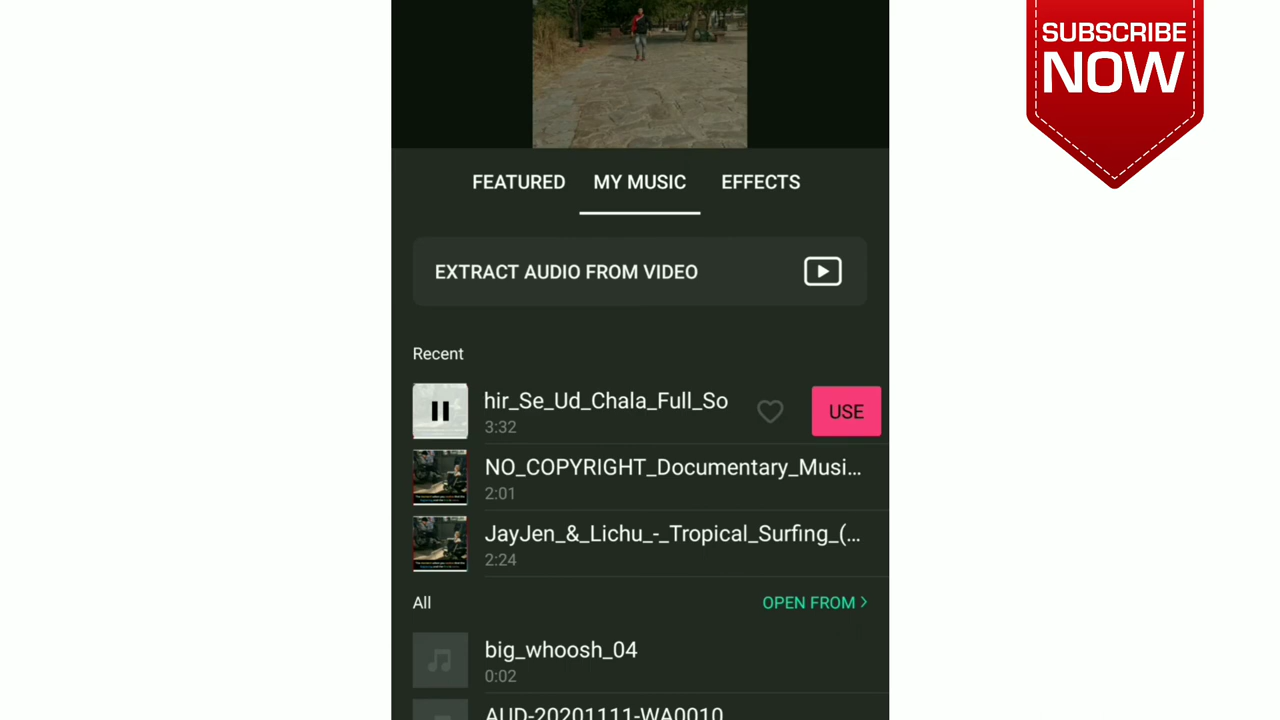 SUBSCRIBE
NOW
FEATURED
MY MUSIC
EFFECTS
EXTRACT AUDIO FROM VIDEO
Recent
hir_Se_Ud_Chala_Full_So
3:32
USE
NO_COPYRIGHT_Documentary_Musi...
2:01
JayJen_&_Lichu_-_Tropical_Surfing_(...
2:24
All
OPEN FROM >
big_whoosh_04
0:02
AUD-20201111-WA0010